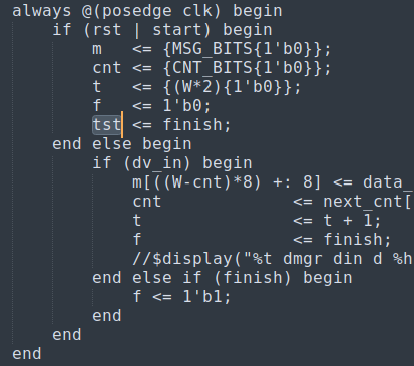 always @(posedge clk) begin
    if (rst | start) begin
        m   <= {MSG_BITS{1'b0}};
        cnt <= {CNT_BITS{1'b0}};
        t   <= {(W*2){1'b0}};
        f   <= 1'b0;
        tst <= finish;
    end else begin
        if (dv_in) begin
            m[((W-cnt)*8) +: 8] <= data_
            cnt             <= next_cnt[
            t               <= t + 1;
            f               <= finish;
            //$display("%t dmgr din d %h
        end else if (finish) begin
            f <= 1'b1;
        end
    end
end